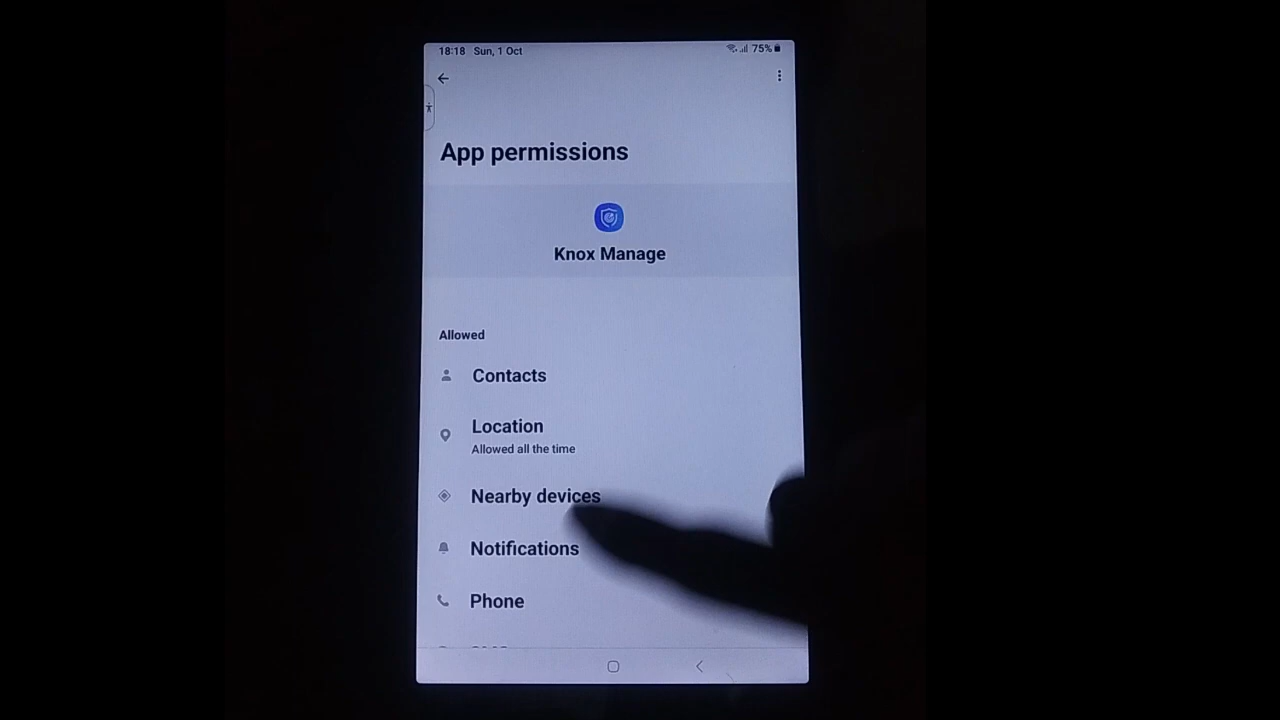 18:18 Sun, 1 Oct 75%
App permissions
Knox Manage
Allowed
Contacts
Location
Allowed all the time
Nearby devices
Notifications
Phone